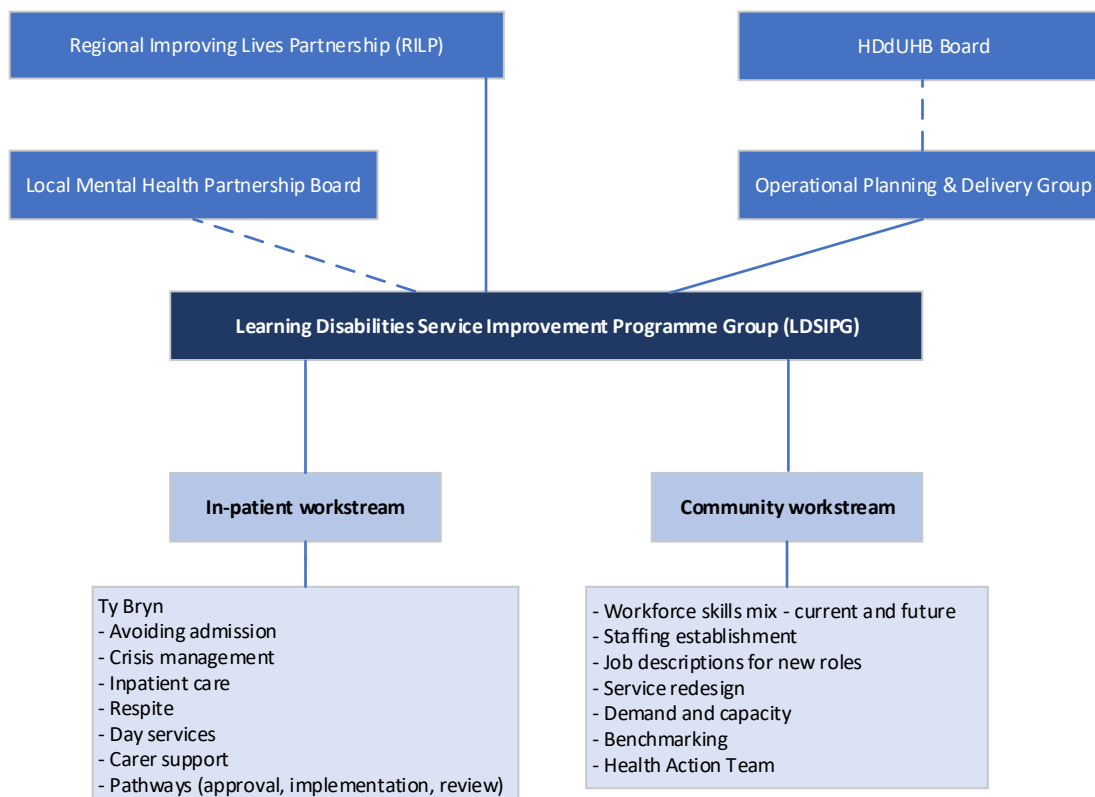 Regional Improving Lives Partnership (RILP)
HDdUHB Board
Local Mental Health Partnership Board
Operational Planning & Delivery Group
Learning Disabilities Service Improvement Programme Group (LDSIPG)
In-patient workstream
Community workstream
Ty Bryn
- Avoiding admission
- Crisis management
- Inpatient care
- Respite
- Day services
- Carer support
- Pathways (approval, implementation, review)
- Workforce skills mix - current and future
- Staffing establishment
- Job descriptions for new roles
- Service redesign
- Demand and capacity
- Benchmarking
- Health Action Team